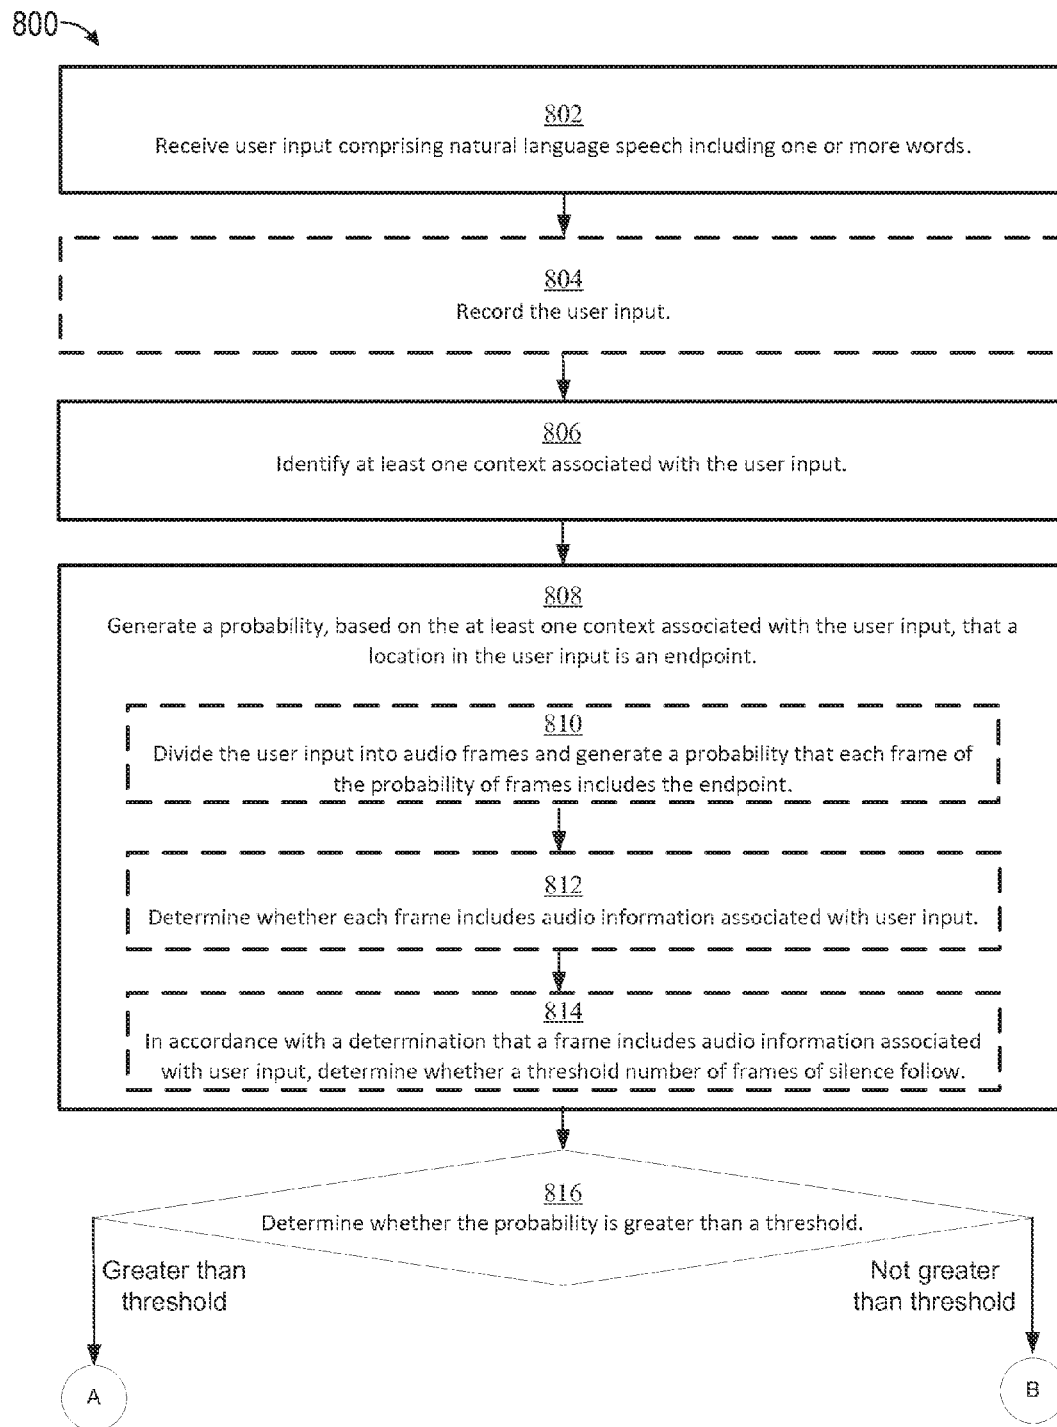 800
802
Receive user input comprising natural language speech including one or more words.
804
Record the user input.
806
Identify at least one context associated with the user input.
808
Generate a probability, based on the at least one context associated with the user input, that a
location in the user input is an endpoint.
810
Divide the user input into audio frames and generate a probability that each frame of
the probability of frames includes the endpoint.
812
Determine whether each frame includes audio information associated with user input.
814
In accordance with a determination that a frame includes audio information associated
with user input, determine whether a threshold number of frames of silence follow.
816
Determine whether the probability is greater than a threshold.
Greater than
threshold
Not greater
than threshold
A
B